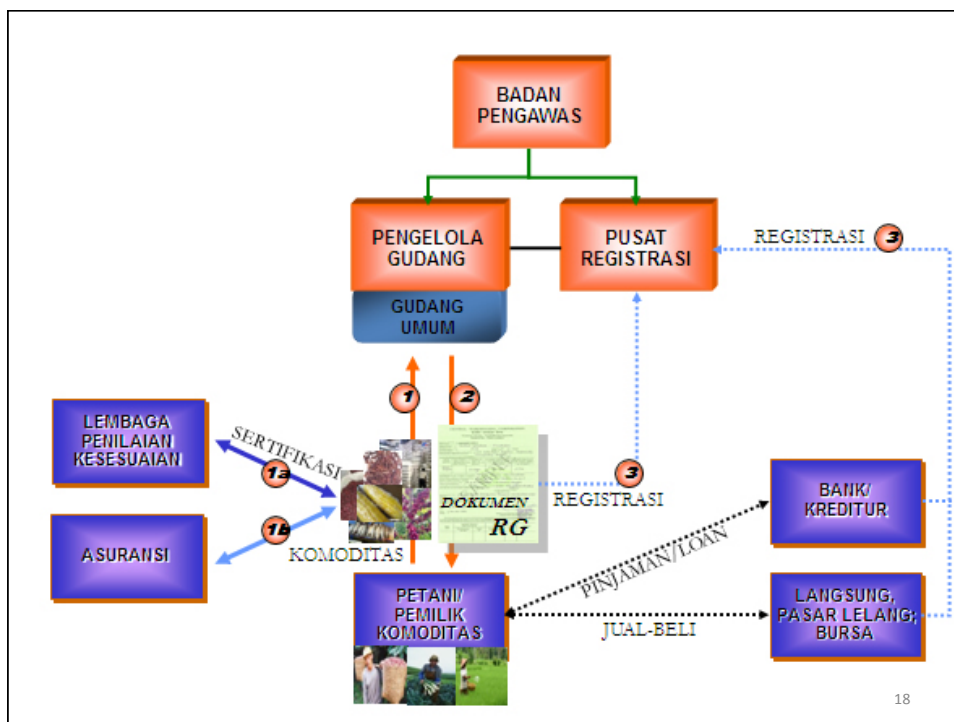 BADAN
PENGAWAS
PENGELOLA
GUDANG
PUSAT
REGISTRASI
REGISTRASI
3
GUDANG
UMUM
1
2
LEMBAGA
PENILAIAN
KESESUAIAN
SERTIFIKASI
1a
DOKUMEN
RG
3
REGISTRASI
BANK/
KREDITUR
1b
KOMODITAS
ASURANSI
PINJAMAN/LOAN
PETANI/
PEMILIK
KOMODITAS
JUAL-BELI
LANGSUNG,
PASAR LELANG;
BURSA
18